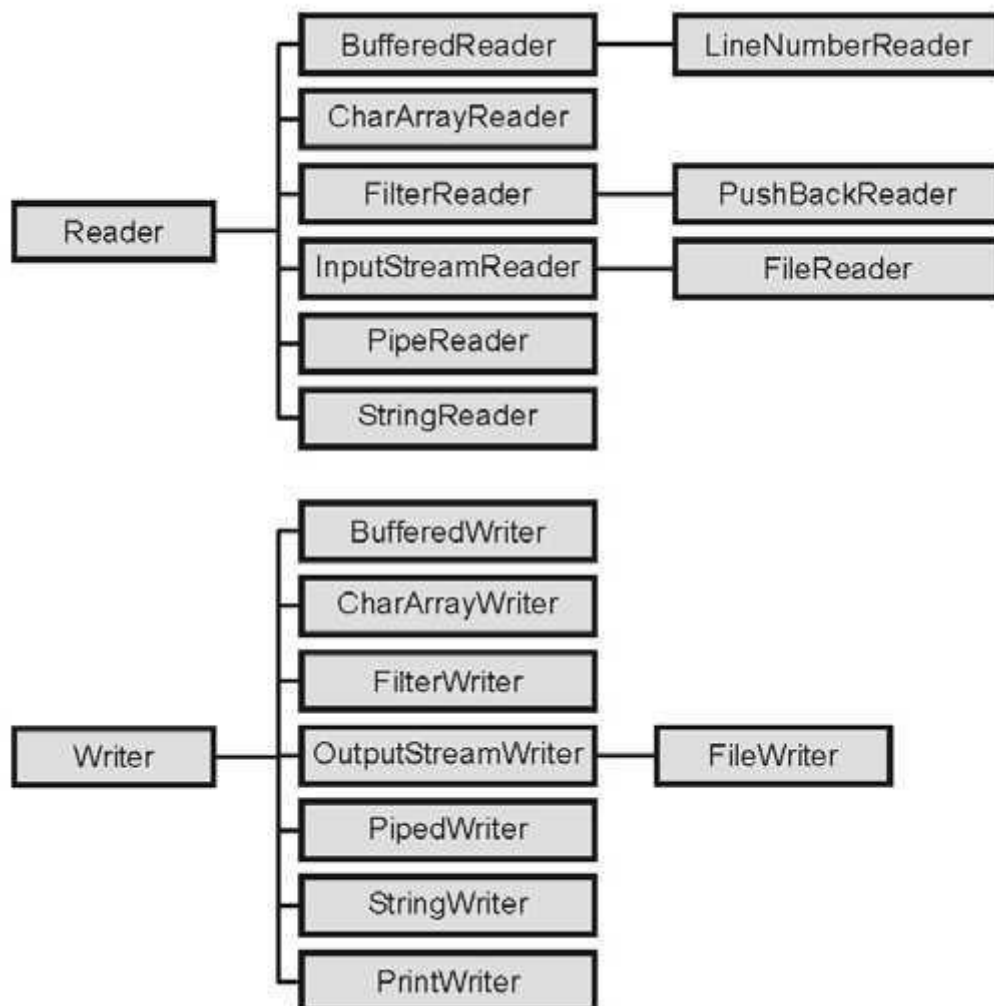 BufferedReader
LineNumberReader
CharArrayReader
FilterReader
PushBackReader
Reader
InputStreamReader
FileReader
PipeReader
StringReader
BufferedWriter
CharArrayWriter
FilterWriter
Writer
OutputStreamWriter
FileWriter
PipedWriter
StringWriter
PrintWriter